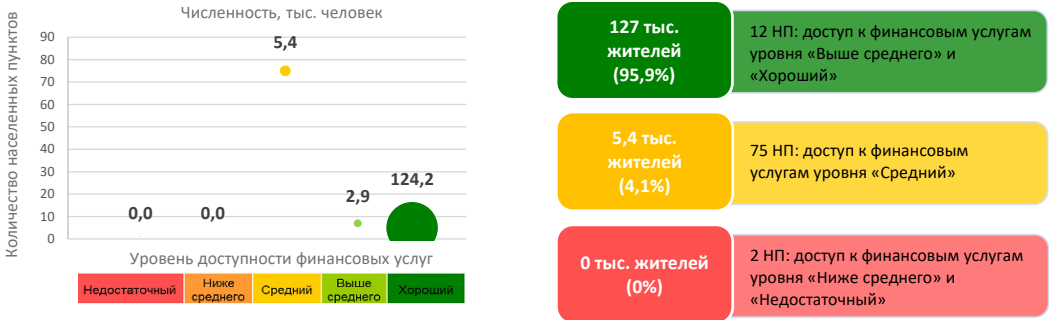 Численность, тыс. человек
Количество населенных пунктов
90
80
70
60
50
40
30
20
10
0
0,0
0,0
5,4
2,9
124,2
Уровень доступности финансовых услуг
Недостаточный
Ниже
среднего
Средний
Выше
среднего
Хороший
127 тыс.
жителей
(95,9%)
12 НП: доступ к финансовым услугам
уровня «Выше среднего» и
«Хороший»
5,4 тыс.
жителей
(4,1%)
75 НП: доступ к финансовым
услугам уровня «Средний»
0 тыс. жителей
(0%)
2 НП: доступ к финансовым услугам
уровня «Ниже среднего» и
«Недостаточный»